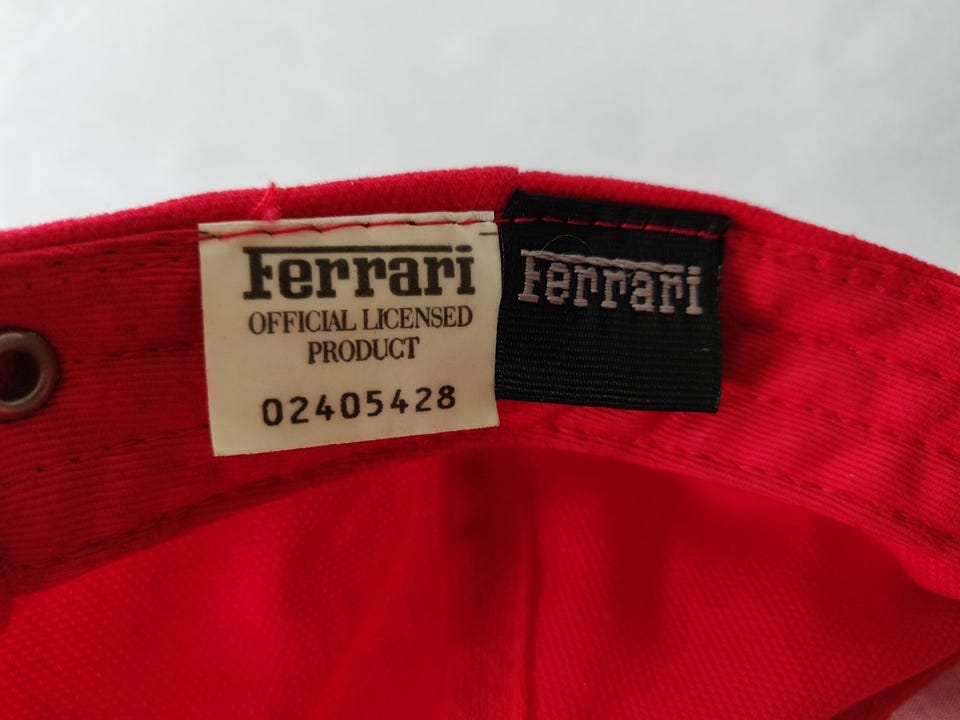 Ferrari
OFFICIAL LICENSED
PRODUCT
02405428
Ferrari